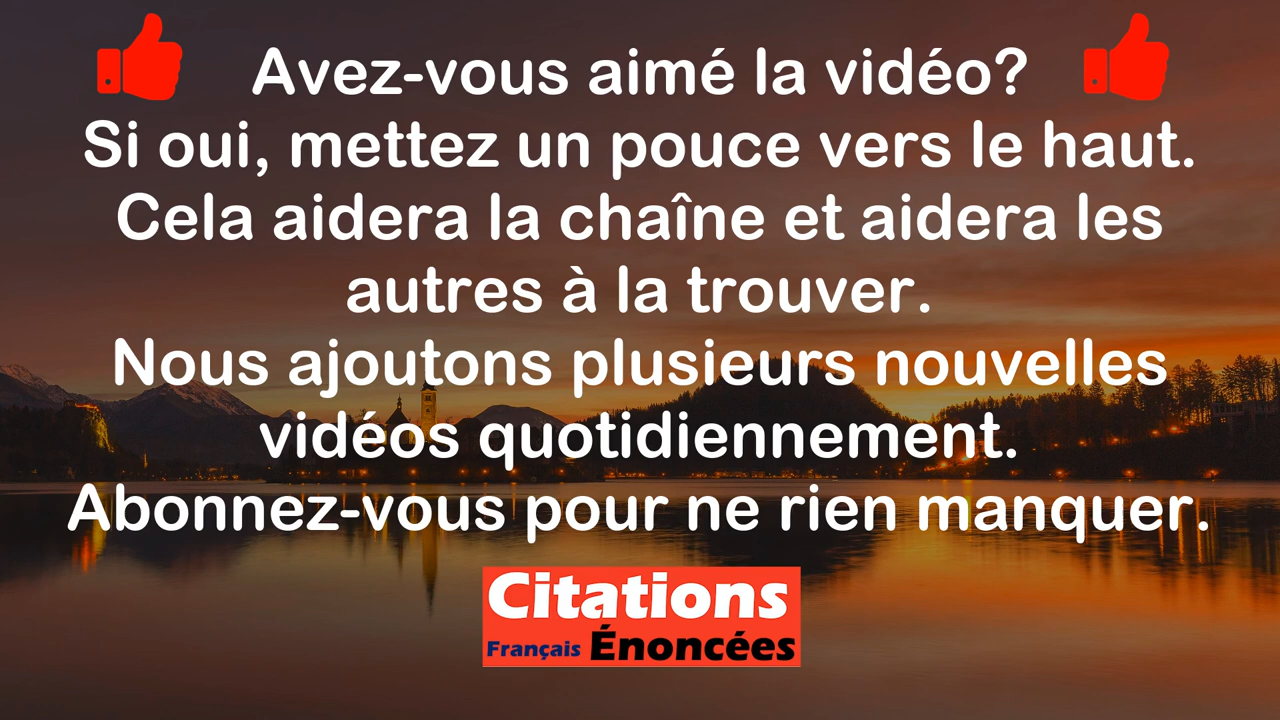 Avez-vous aimé la vidéo?
Si oui, mettez un pouce vers le haut.
Cela aidera la chaîne et aidera les
autres à la trouver.
Nous ajoutons plusieurs nouvelles
vidéos quotidiennement.
Abonnez-vous pour ne rien manquer.
Citations
Français Énoncées